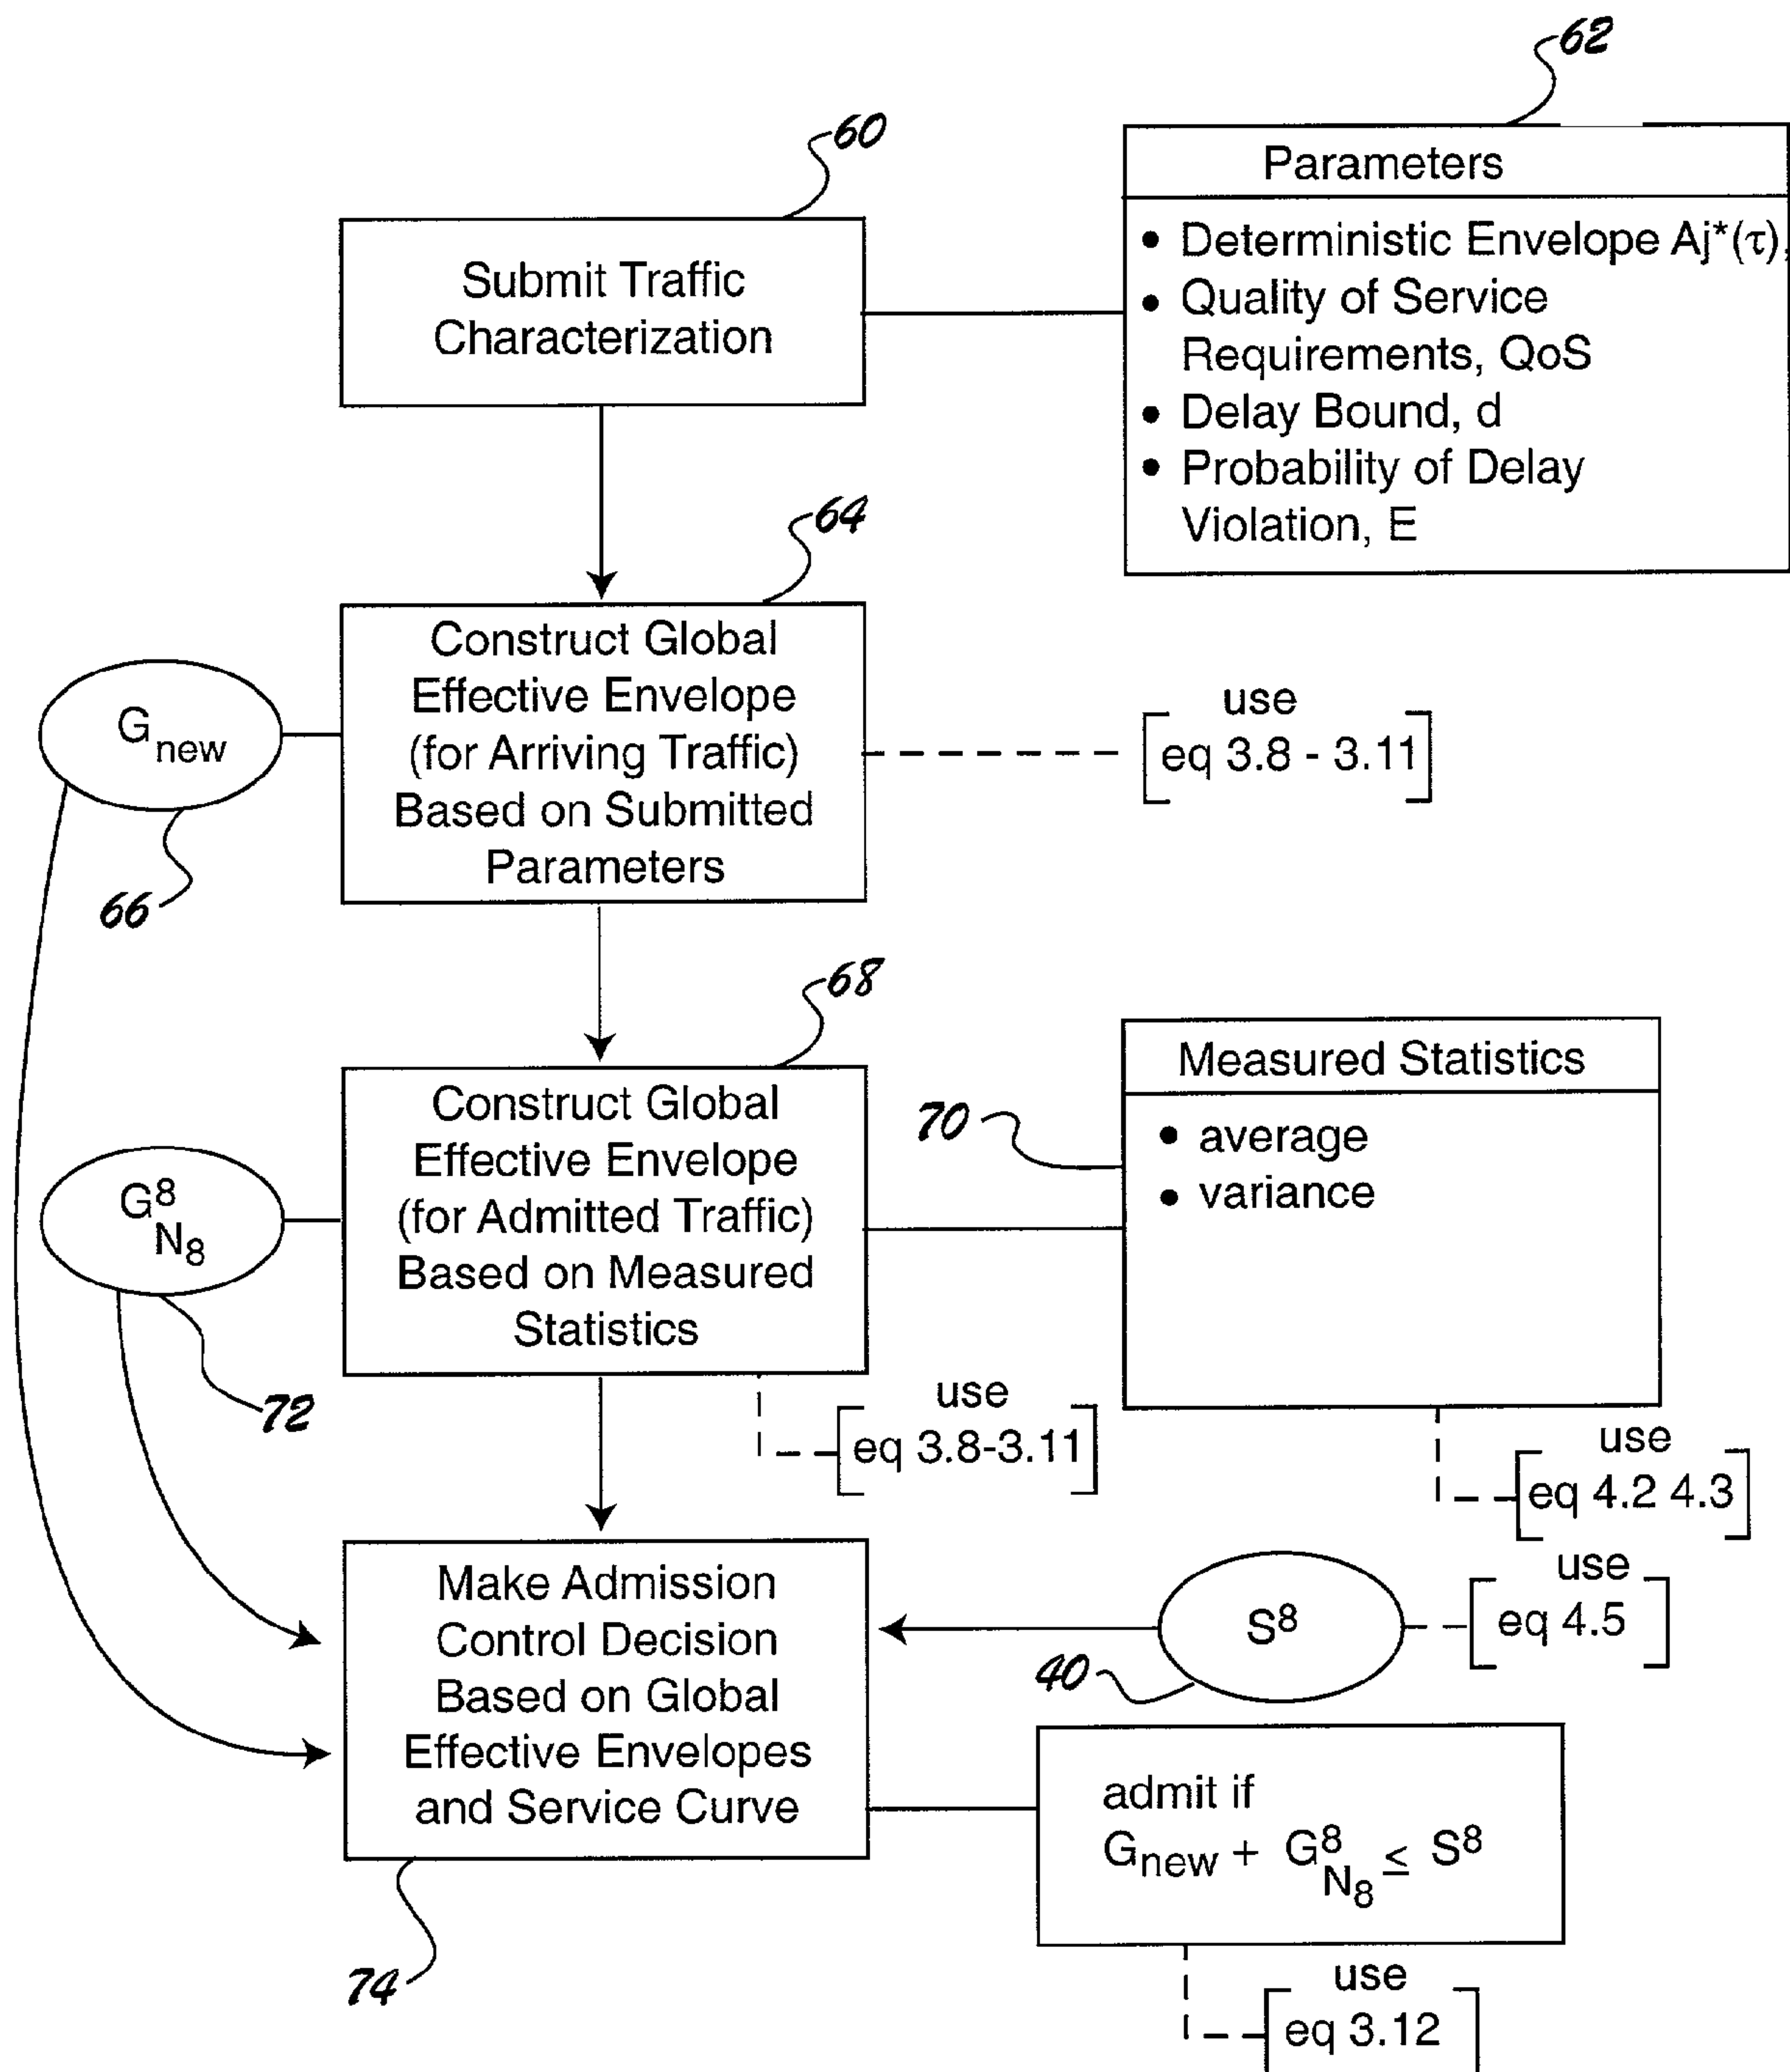 62
60
Parameters
• Deterministic Envelope Aj*(τ),
• Quality of Service
Requirements, QoS
• Delay Bound, d
• Probability of Delay
Violation, E
Submit Traffic
Characterization
64
Construct Global
Effective Envelope
(for Arriving Traffic)
Based on Submitted
Parameters
G new
66
use
[eq 3.8 - 3.11]
68
Construct Global
Effective Envelope
(for Admitted Traffic)
Based on Measured
Statistics
70
Measured Statistics
• average
• variance
G 8 N8
72
use
[eq 3.8-3.11]
use
[eq 4.2 4.3]
Make Admission
Control Decision
Based on Global
Effective Envelopes
and Service Curve
S8
40
use
[eq 4.5]
admit if
Gnew + G 8 N8 ≤ S8
74
use
[eq 3.12]